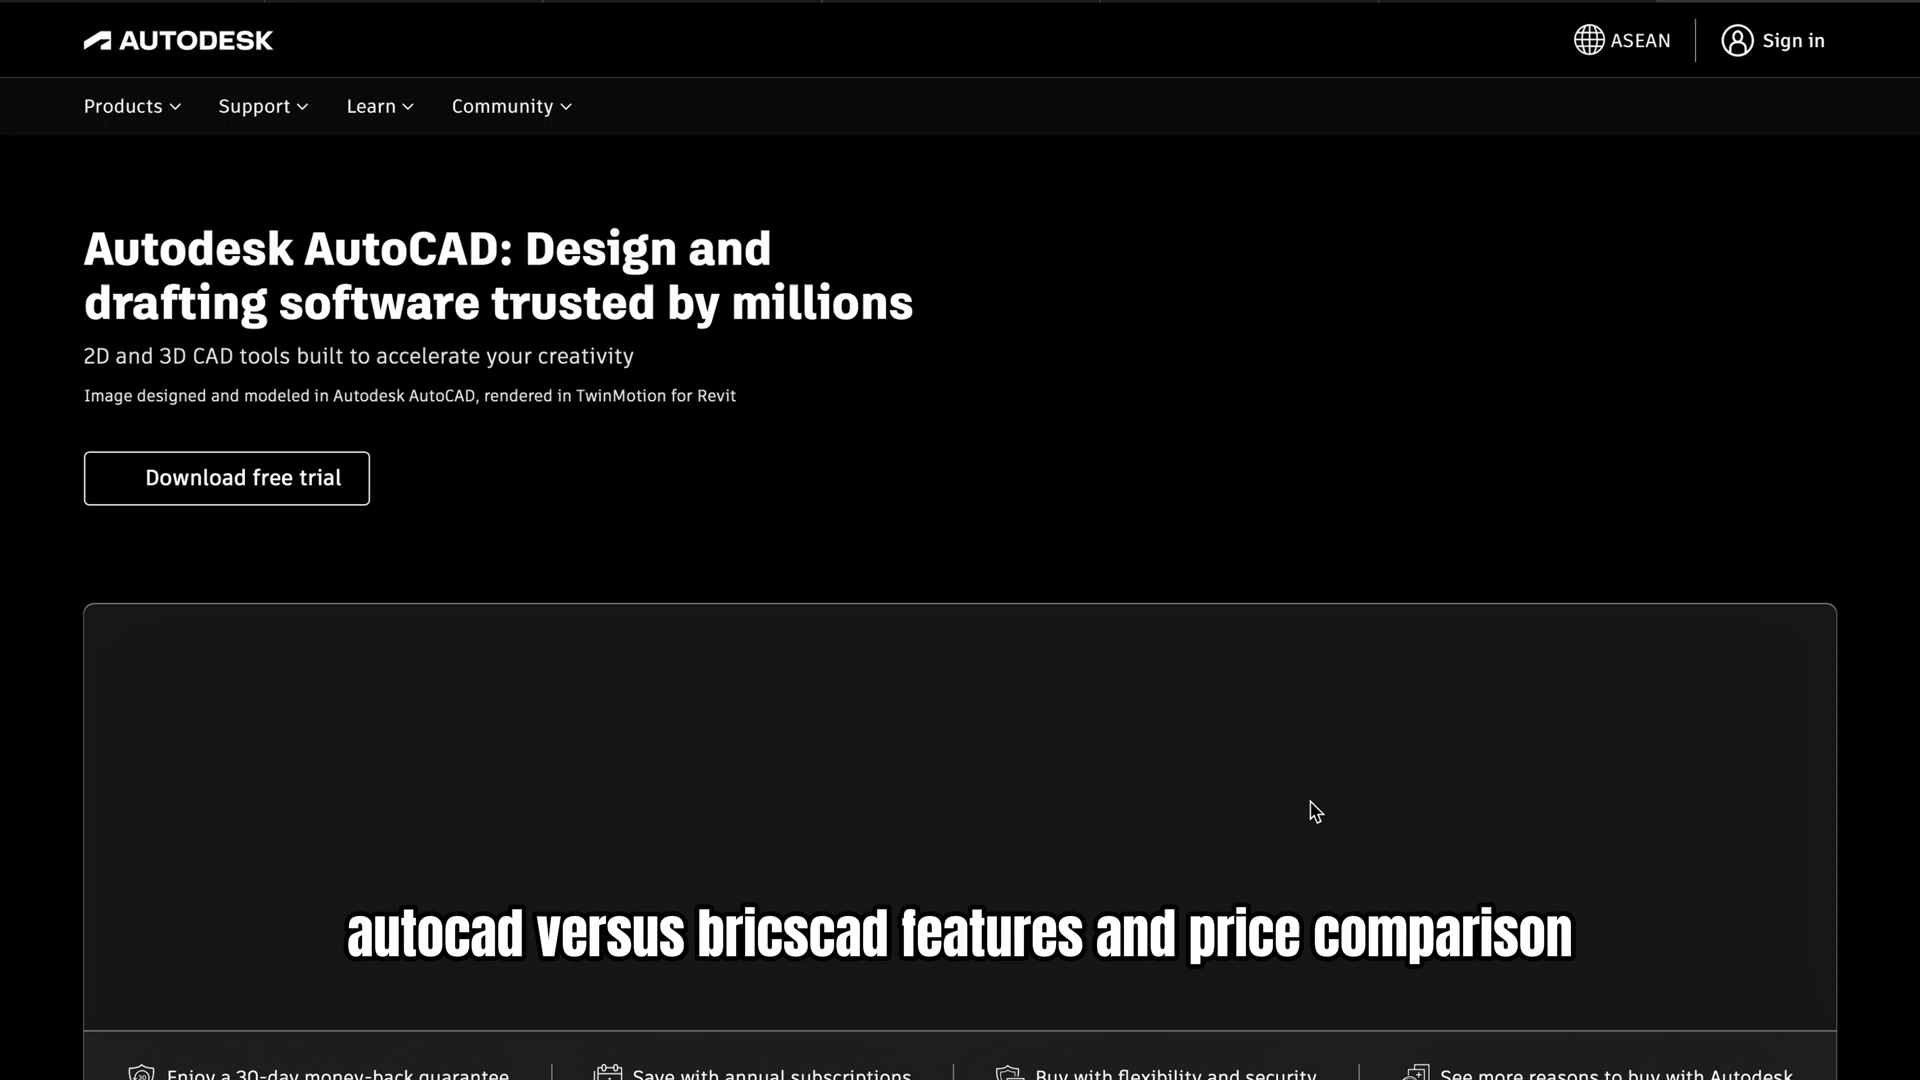 AUTODESK
ASEAN
Sign in
Products
Support
Learn
Community
Autodesk AutoCAD: Design and
drafting software trusted by millions
2D and 3D CAD tools built to accelerate your creativity
Image designed and modeled in Autodesk AutoCAD, rendered in TwinMotion for Revit
Download free trial
autocad versus bricscad features and price comparison
Enjoy a 30-day money-back guarantee
Save with annual subscriptions
Buy with flexibility and security
See more reasons to buy with Autodesk